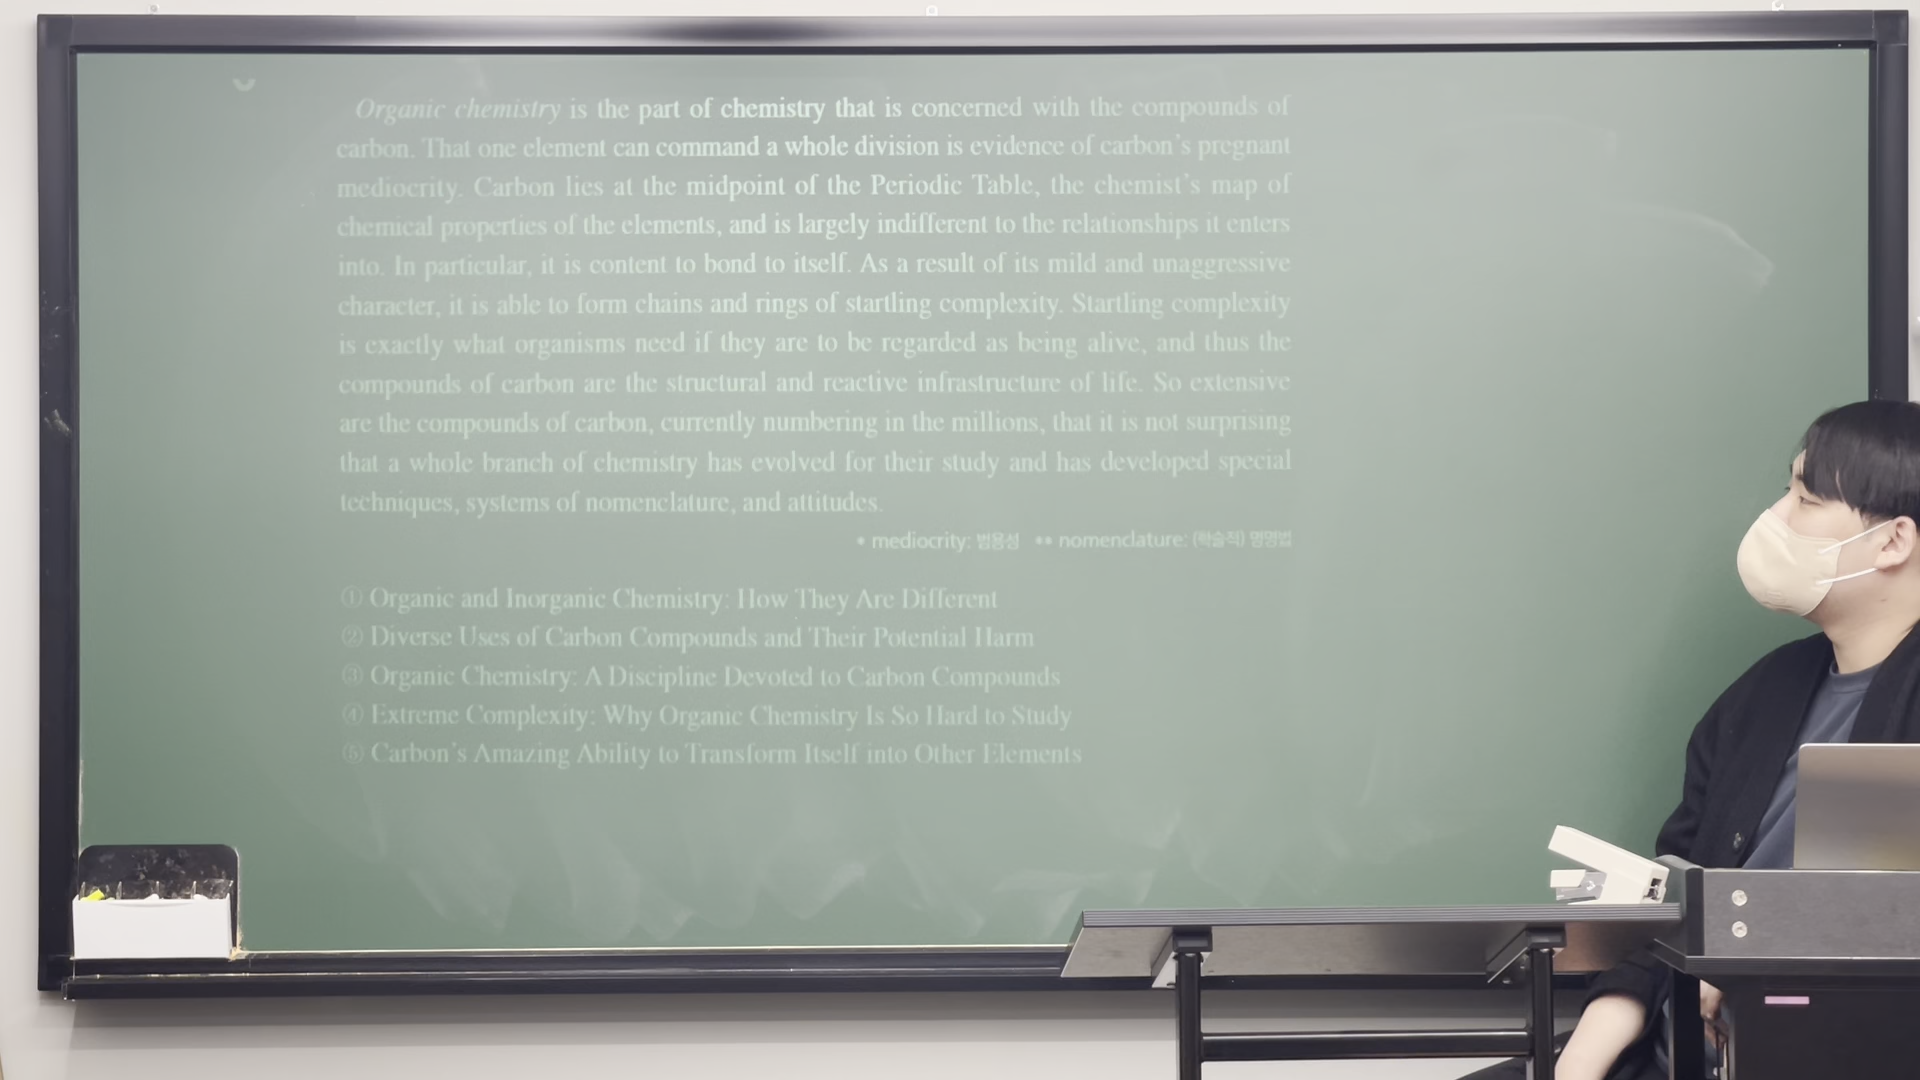 Organic chemistry is the part of chemistry that is concerned with the compounds of
carbon. That one element can command a whole division is evidence of carbon's pregnant
mediocrity. Carbon lies at the midpoint of the Periodic Table, the chemist's map of
chemical properties of the elements, and is largely indifferent to the relationships it enters
into. In particular, it is content to bond to itself. As a result of its mild and unaggressive
character, it is able to form chains and rings of startling complexity. Startling complexity
is exactly what organisms need if they are to be regarded as being alive, and thus the
compounds of carbon are the structural and reactive infrastructure of life. So extensive
are the compounds of carbon, currently numbering in the millions, that it is not surprising
that a whole branch of chemistry has evolved for their study and has developed special
techniques, systems of nomenclature, and attitudes.
* mediocrity: 범용성 ** nomenclature: (학술적) 명명법
① Organic and Inorganic Chemistry: How They Are Different
② Diverse Uses of Carbon Compounds and Their Potential Harm
③ Organic Chemistry: A Discipline Devoted to Carbon Compounds
④ Extreme Complexity: Why Organic Chemistry Is So Hard to Study
⑤ Carbon's Amazing Ability to Transform Itself into Other Elements